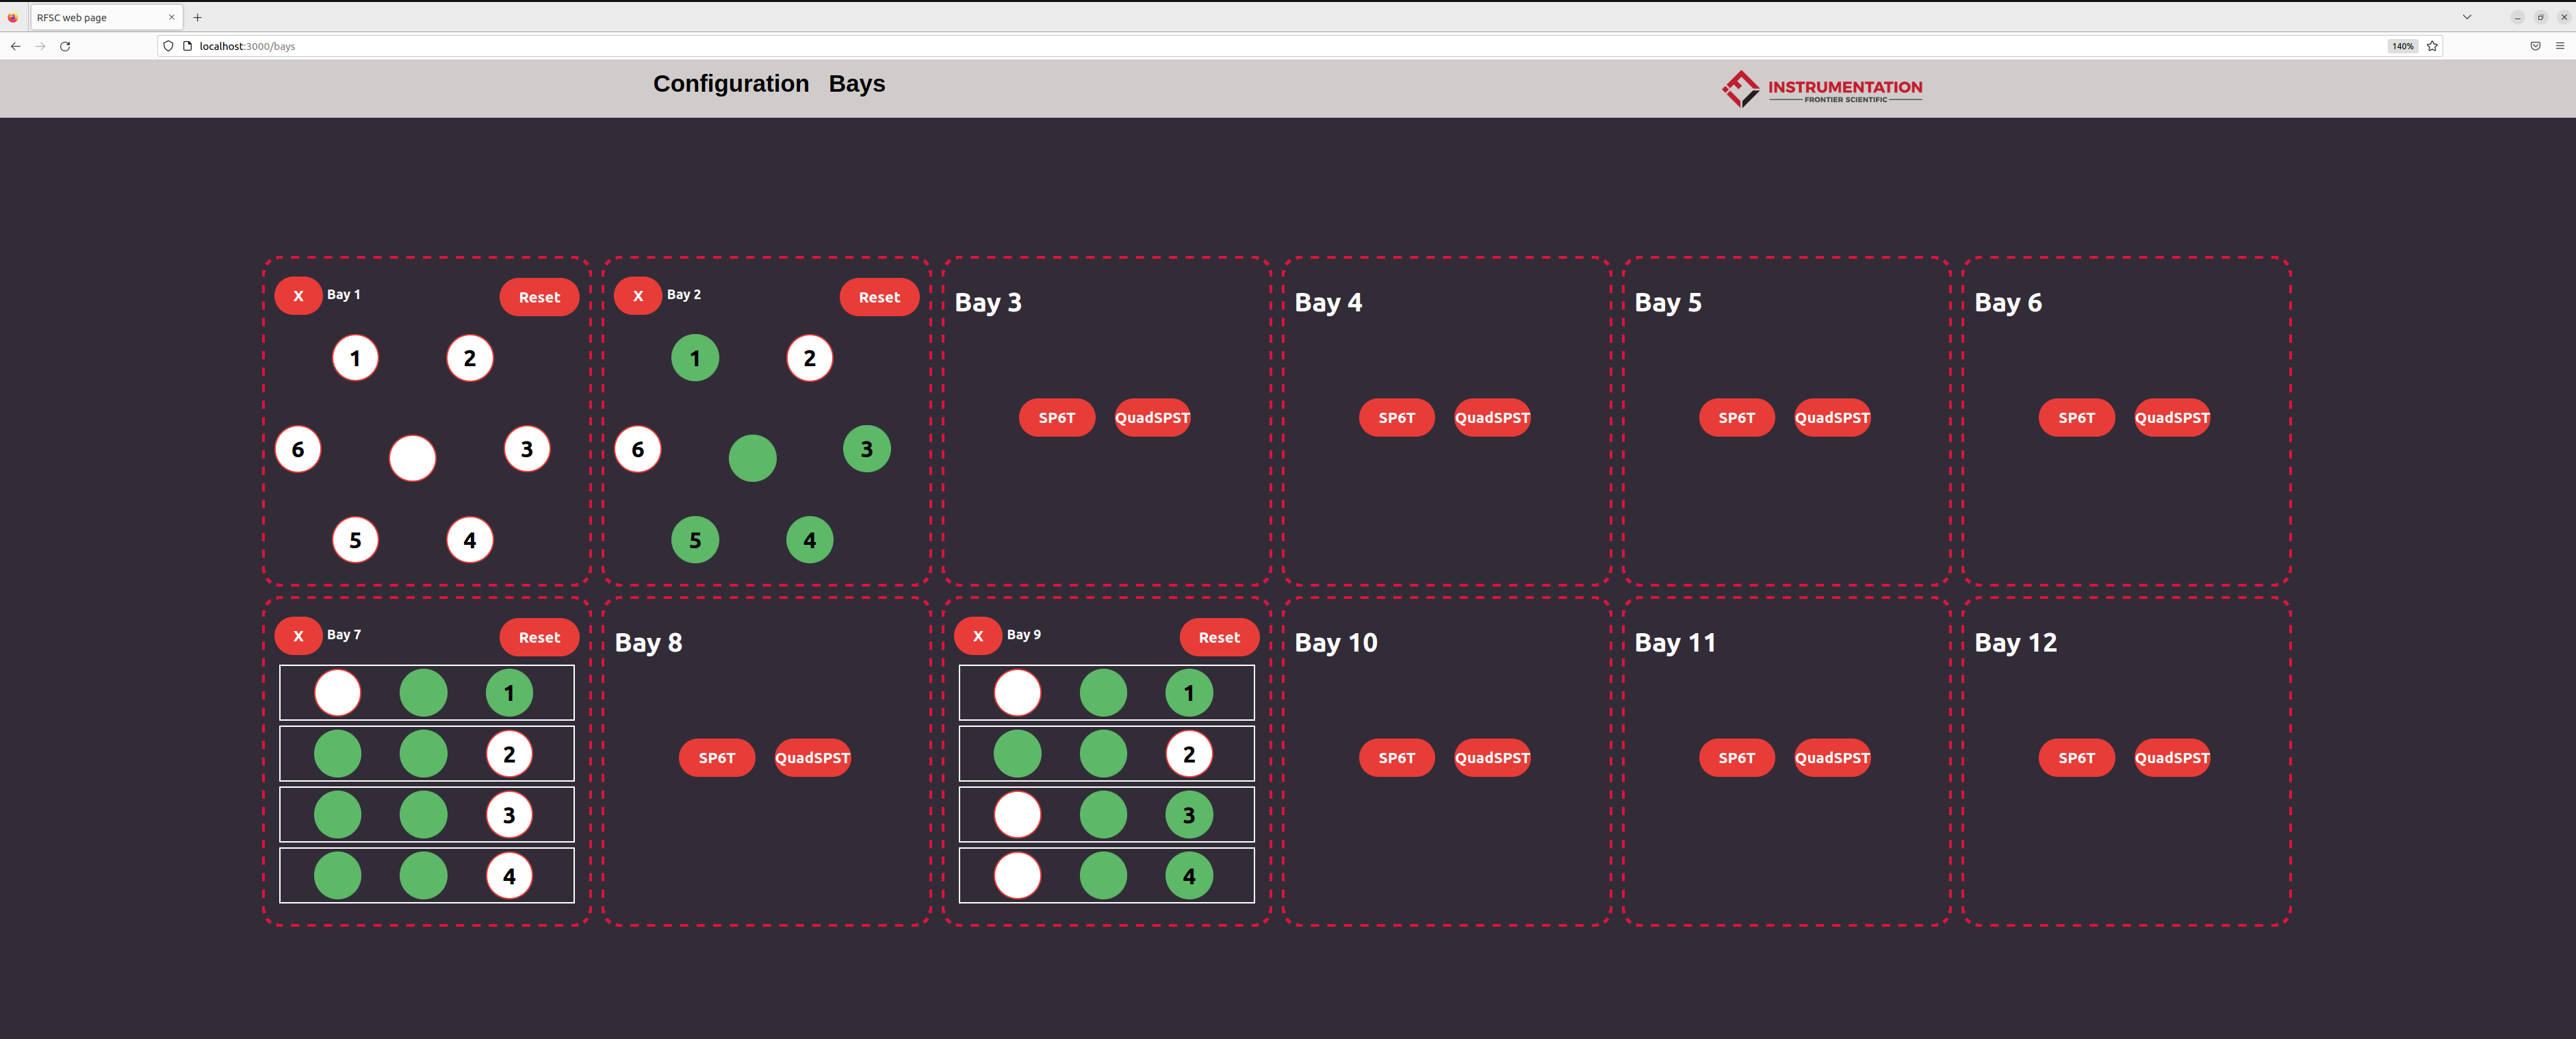 RFSC web page
localhost:3000/bays
140%
Configuration Bays
INSTRUMENTATION
FRONTIER SCIENTIFIC
X Bay 1 Reset
1 2
6 3
5 4
X Bay 2 Reset
1 2
6 3
5 4
Bay 3
SP6T QuadSPST
Bay 4
SP6T QuadSPST
Bay 5
SP6T QuadSPST
Bay 6
SP6T QuadSPST
X Bay 7 Reset
1
2
3
4
Bay 8
SP6T QuadSPST
X Bay 9 Reset
1
2
3
4
Bay 10
SP6T QuadSPST
Bay 11
SP6T QuadSPST
Bay 12
SP6T QuadSPST